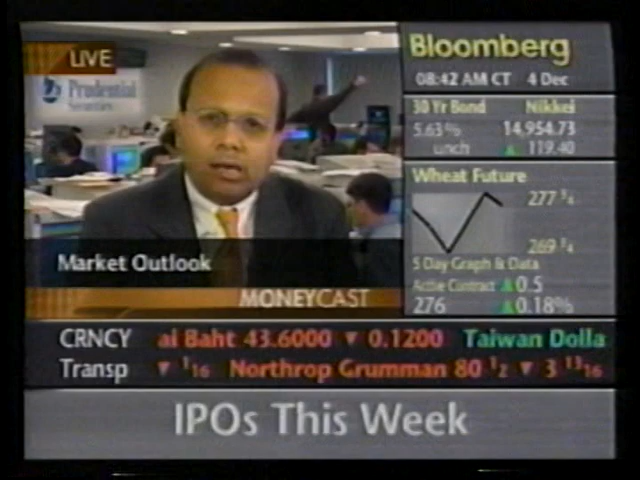 LIVE
Prudential
Securities
Bloomberg
08:42 AM CT 4 Dec
30 Yr Bond Nikkei
5.63% 14,954.73
unch ▲ 119.40
Wheat Future
277 3/4
269 1/4
5 Day Graph & Data
Active Contract ▲ 0.5
276 ▲ 0.18%
Market Outlook
MONEYCAST
CRNCY ai Baht 43.6000 ▼ 0.1200 Taiwan Dolla
Transp ▼ 1/16 Northrop Grumman 80 1/2 ▼ 3 13/16
IPOs This Week